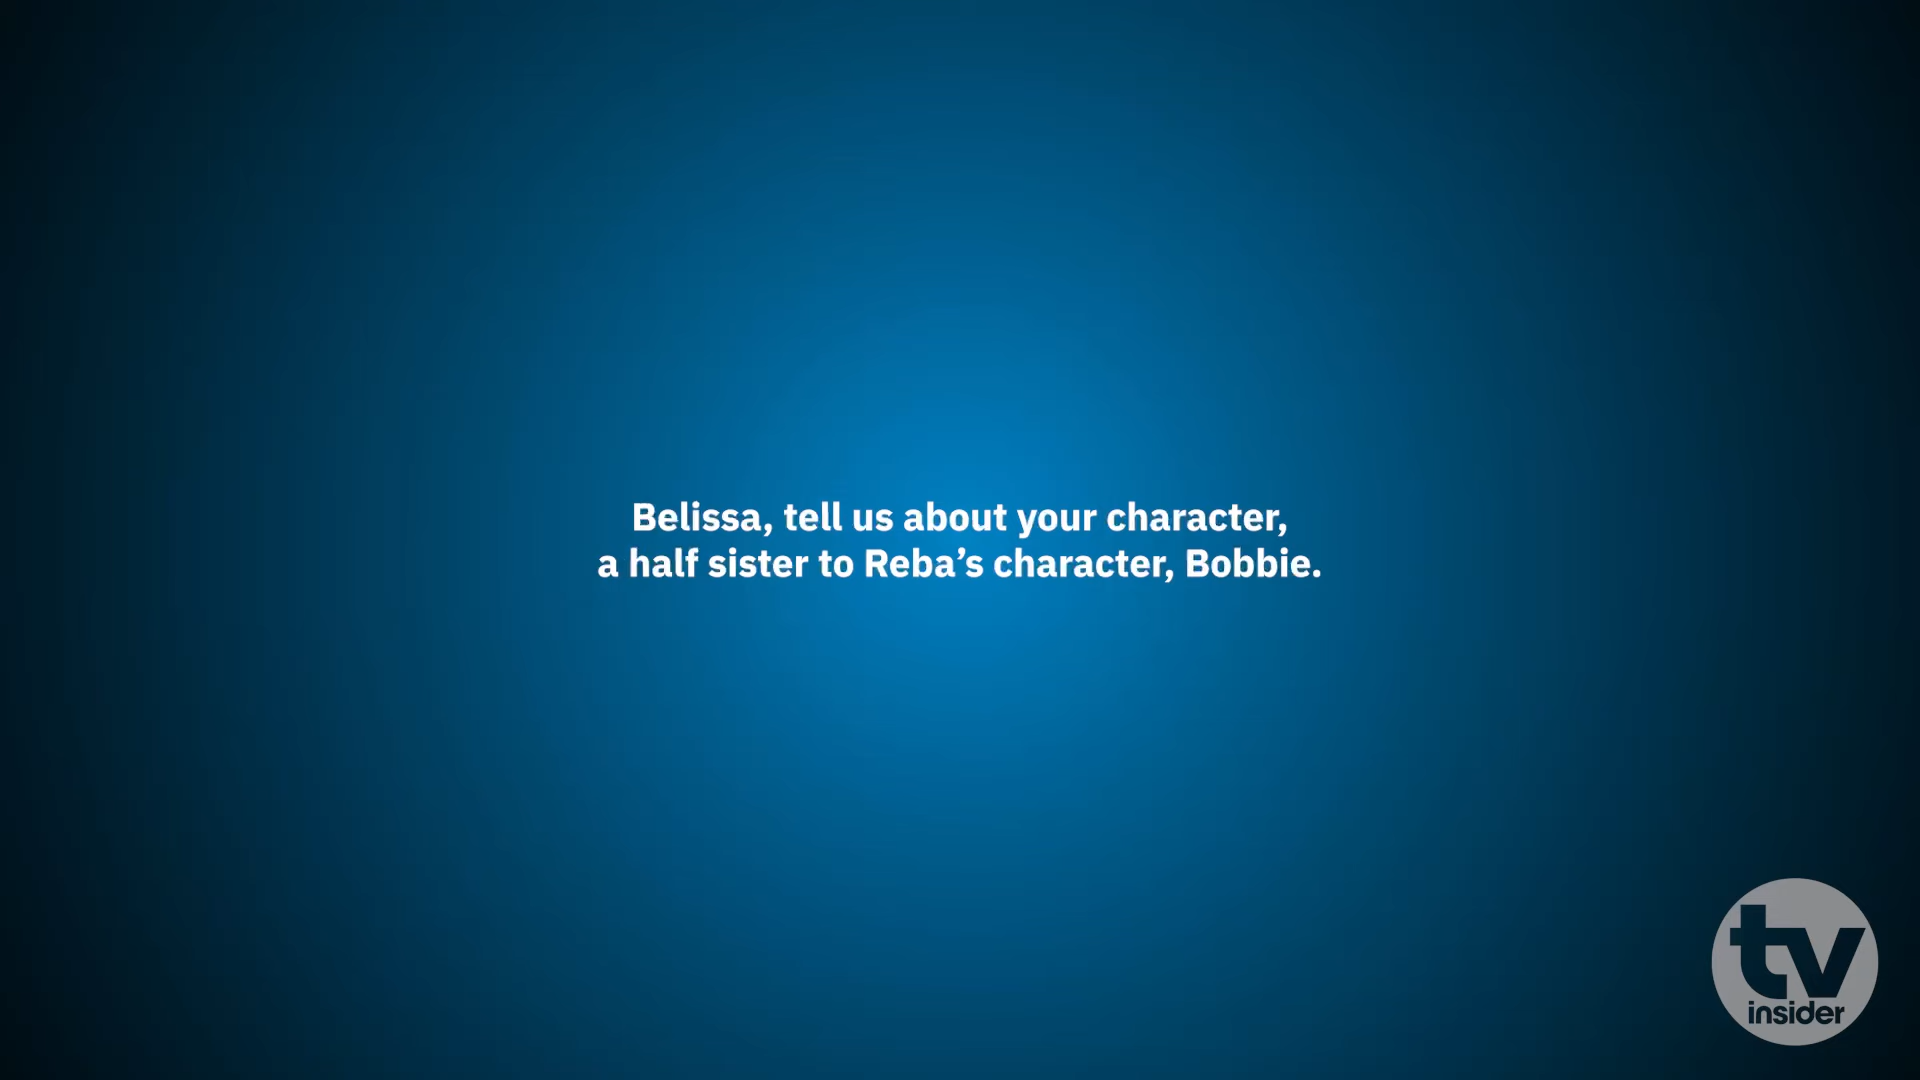 Belissa, tell us about your character,
a half sister to Reba’s character, Bobbie.
tv
insider